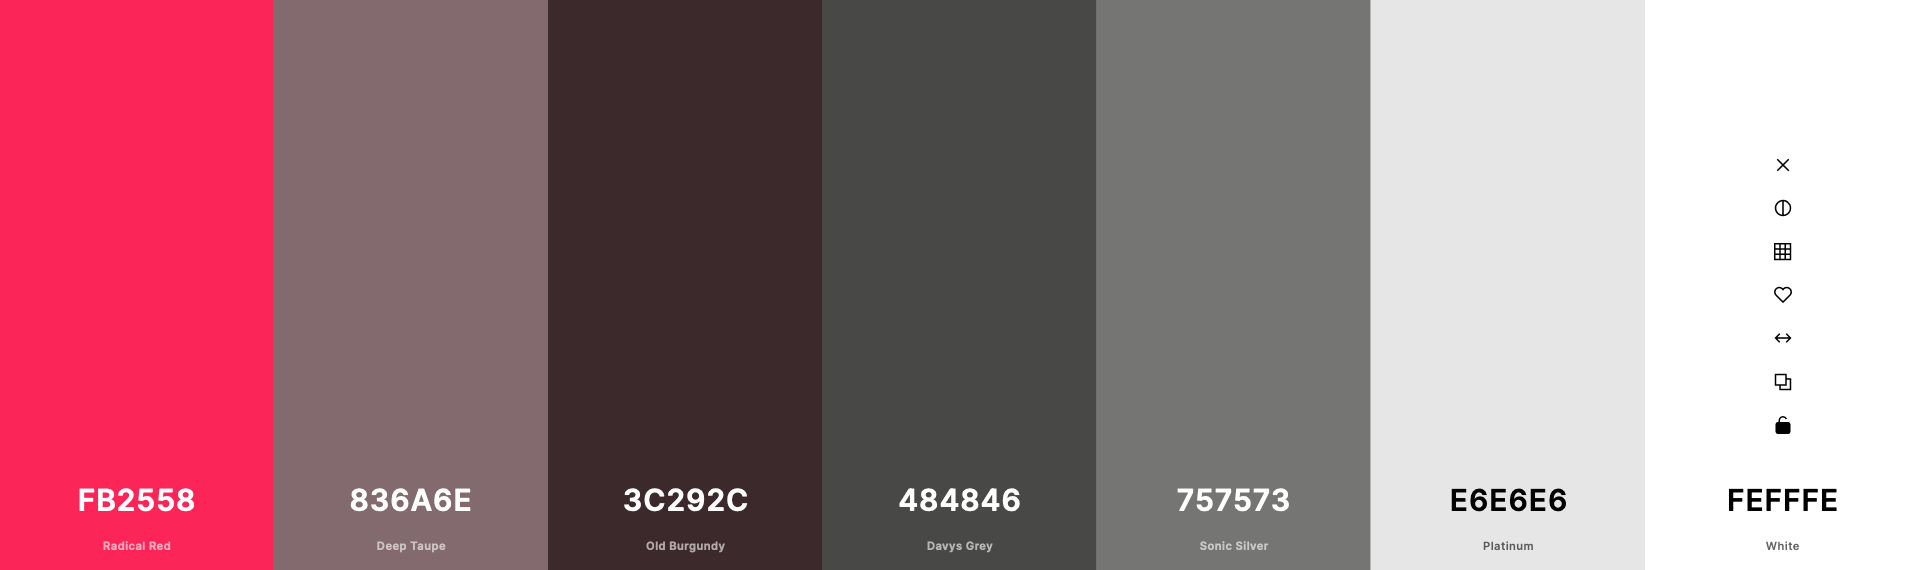 FB2558
Radical Red
836A6E
Deep Taupe
3C292C
Old Burgundy
484846
Davys Grey
757573
Sonic Silver
E6E6E6
Platinum
FEFFFE
White